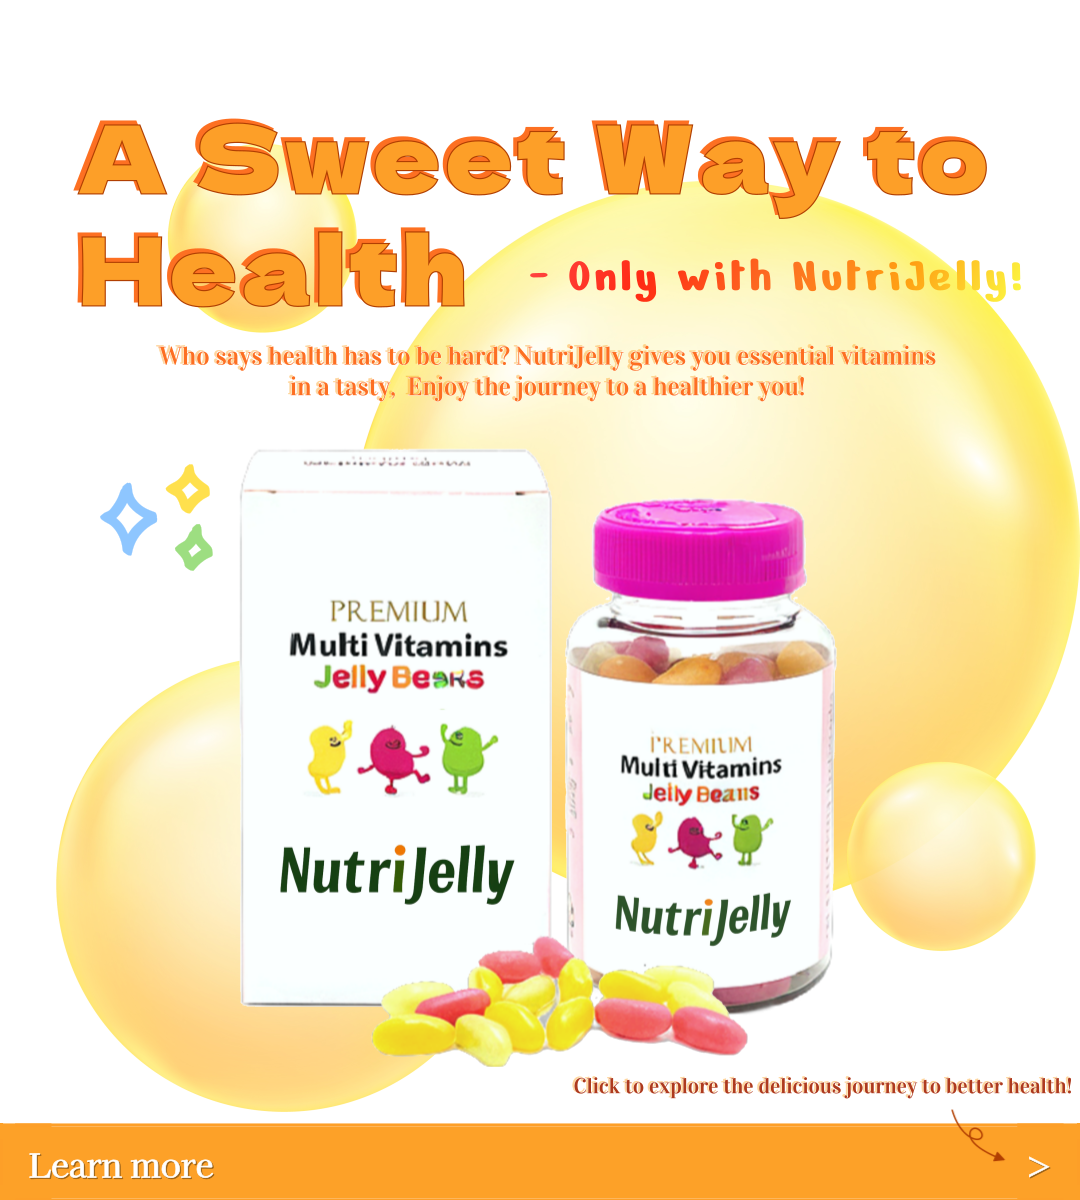 A Sweet Way to
Health
- Only with NutriJelly!
Who says health has to be hard? NutriJelly gives you essential vitamins
in a tasty, Enjoy the journey to a healthier you!
PREMIUM
Multi Vitamins
Jelly
NutriJelly
PREMIUM
Multi Vitamins
Jelly Beans
NutriJelly
Click to explore the delicious journey to better health!
Learn more
>